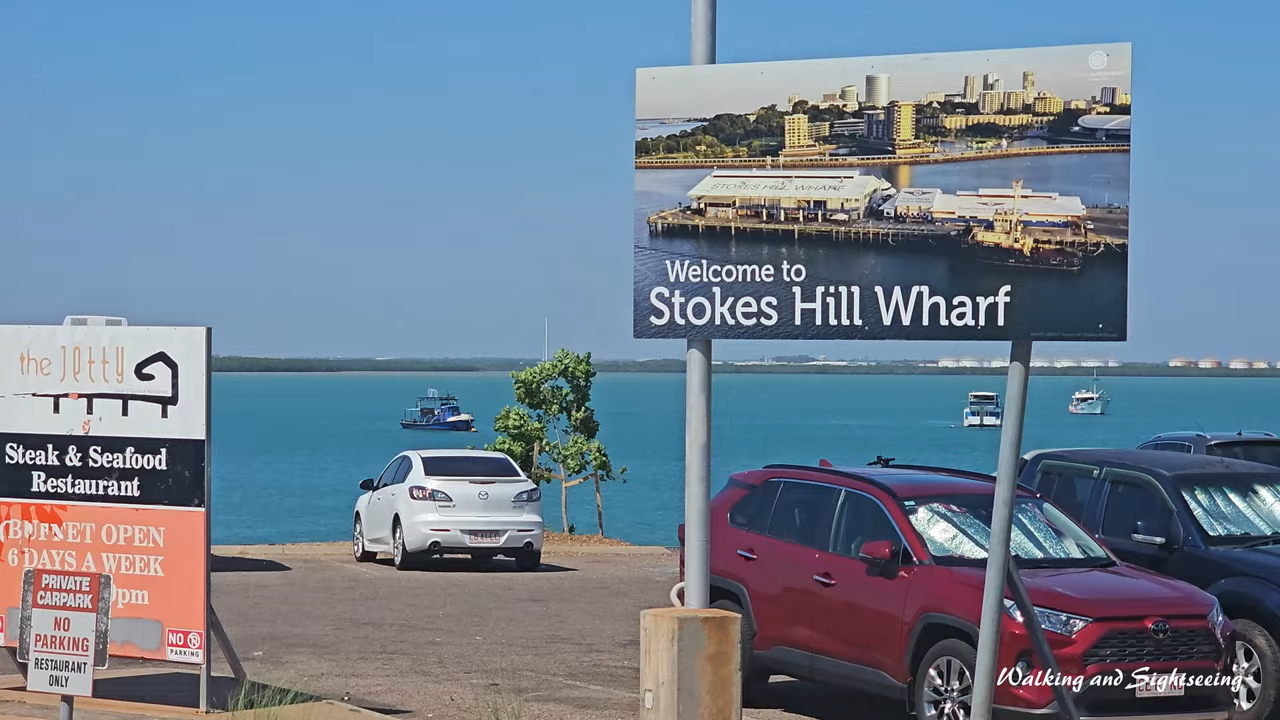 Welcome to
Stokes Hill Wharf
STOKES HILL WHARF
the Jetty
Steak & Seafood
Restaurant
BUFFET OPEN
6 DAYS A WEEK
0pm
PRIVATE
CARPARK
NO
PARKING
RESTAURANT
ONLY
NO
PARKING
Walking and Sightseeing